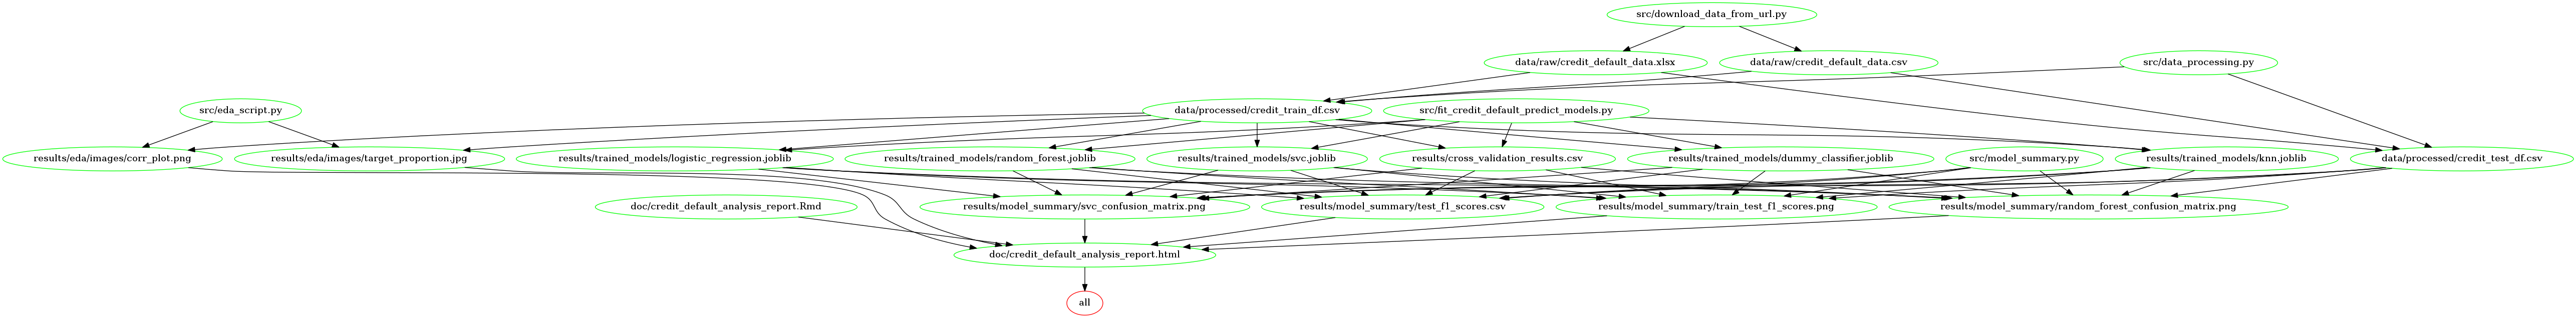 src/download_data_from_url.py
data/raw/credit_default_data.xlsx
data/raw/credit_default_data.csv
src/data_processing.py
src/eda_script.py
data/processed/credit_train_df.csv
src/fit_credit_default_predict_models.py
results/eda/images/corr_plot.png
results/eda/images/target_proportion.jpg
results/trained_models/logistic_regression.joblib
results/trained_models/random_forest.joblib
results/trained_models/svc.joblib
results/cross_validation_results.csv
results/trained_models/dummy_classifier.joblib
src/model_summary.py
results/trained_models/knn.joblib
data/processed/credit_test_df.csv
doc/credit_default_analysis_report.Rmd
results/model_summary/svc_confusion_matrix.png
results/model_summary/test_f1_scores.csv
results/model_summary/train_test_f1_scores.png
results/model_summary/random_forest_confusion_matrix.png
doc/credit_default_analysis_report.html
all